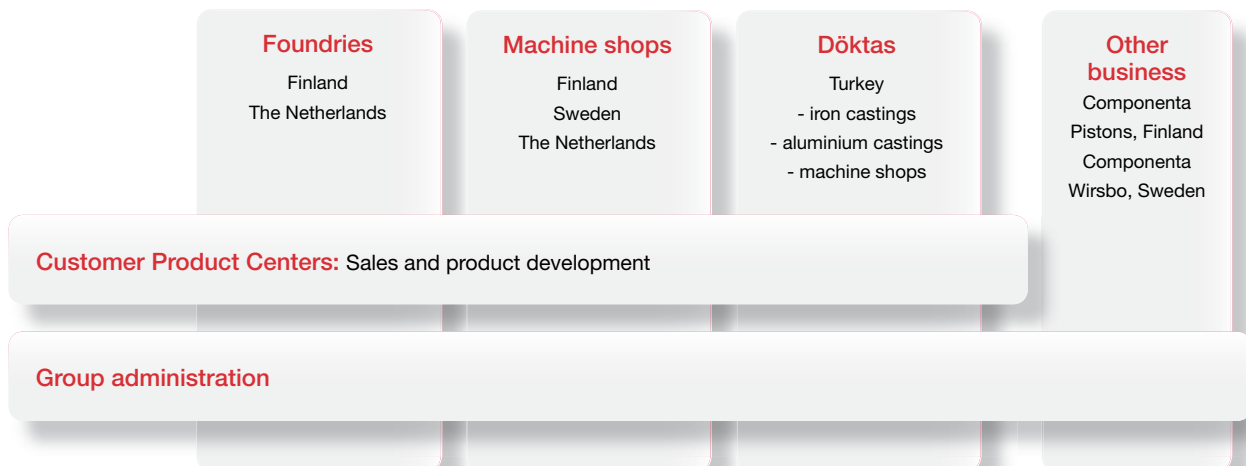 Foundries
Finland
The Netherlands
Machine shops
Finland
Sweden
The Netherlands
Döktas
Turkey
- iron castings
- aluminium castings
- machine shops
Other
business
Componenta
Pistons, Finland
Componenta
Wirsbo, Sweden
Customer Product Centers: Sales and product development
Group administration